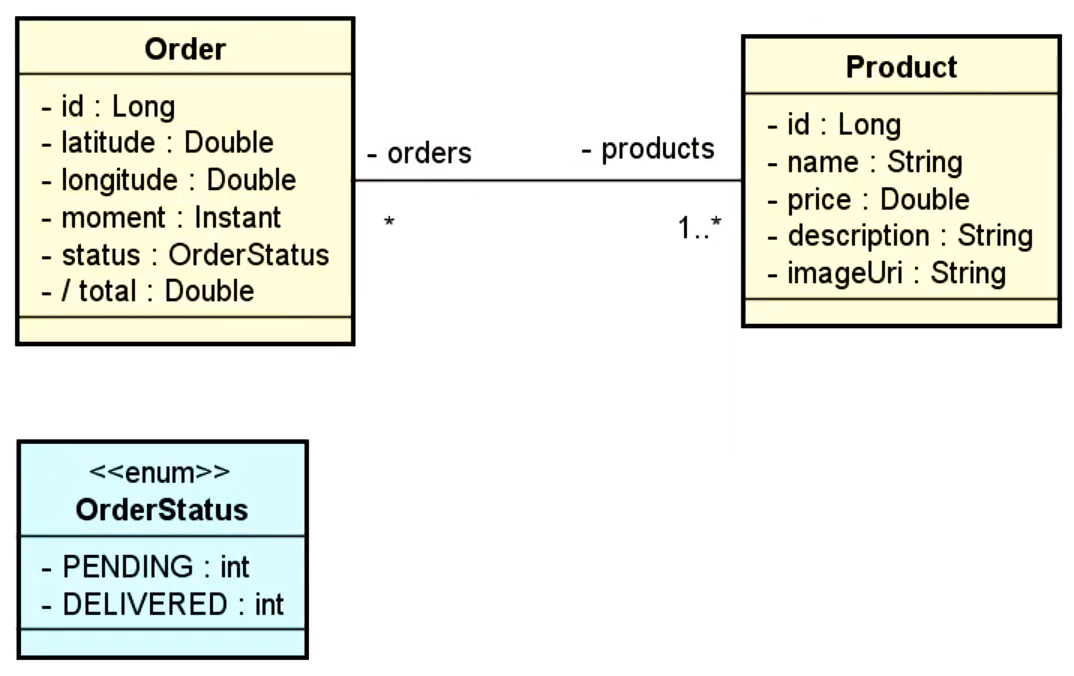 Order
- id : Long
- latitude : Double
- longitude : Double
- moment : Instant
- status : OrderStatus
- / total : Double
- orders
*
- products
1..*
Product
- id : Long
- name : String
- price : Double
- description : String
- imageUri : String
<<enum>>
OrderStatus
- PENDING : int
- DELIVERED : int